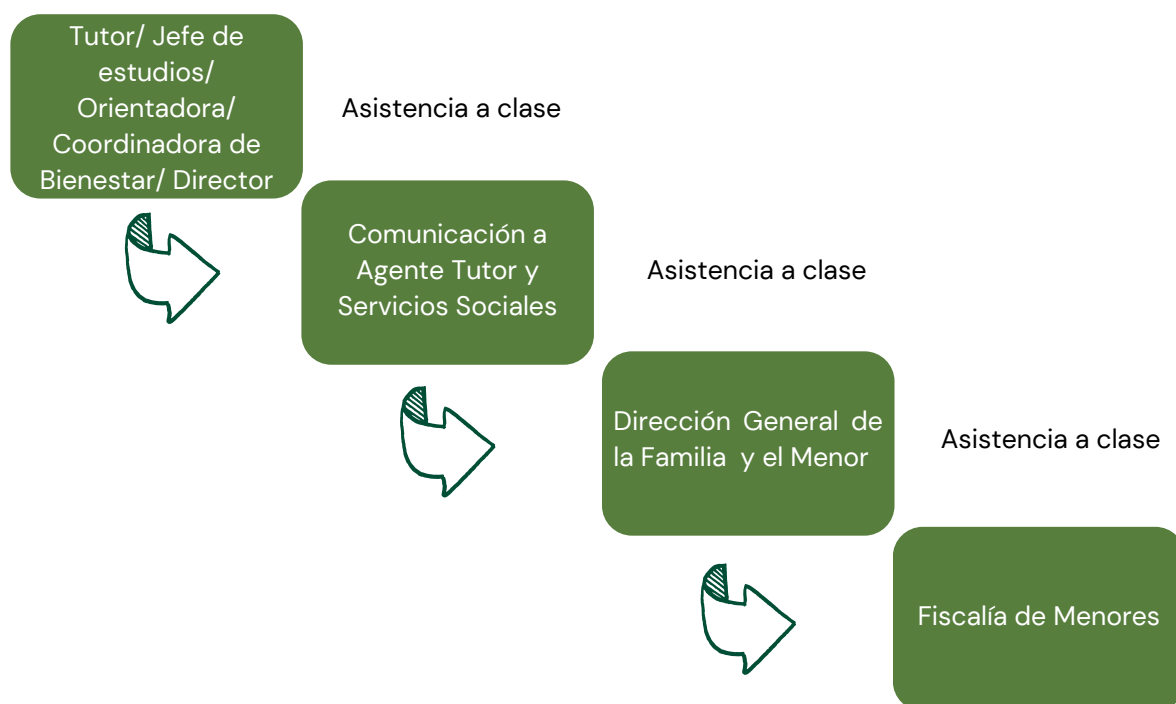 Tutor/ Jefe de
estudios/
Orientadora/
Coordinadora de
Bienestar/ Director
Asistencia a clase
Comunicación a
Agente Tutor y
Servicios Sociales
Asistencia a clase
Dirección General de
la Familia y el Menor
Asistencia a clase
Fiscalía de Menores